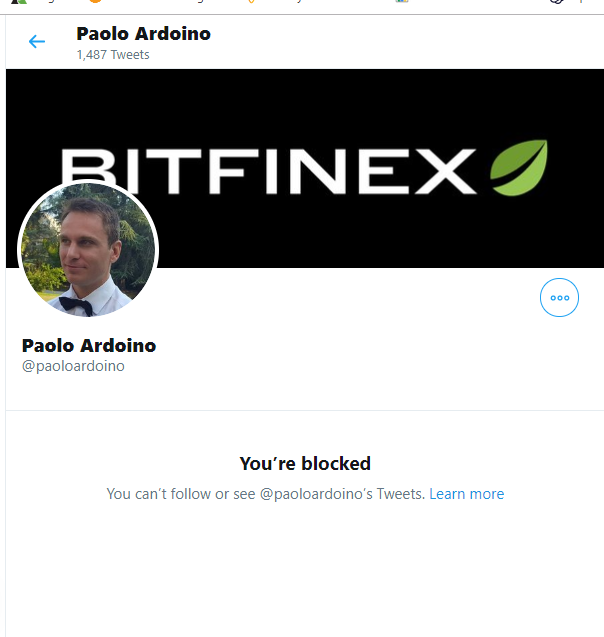 Paolo Ardoino
1,487 Tweets
BITFINEX
Paolo Ardoino
@paoloardoino
You’re blocked
You can’t follow or see @paoloardoino’s Tweets. Learn more